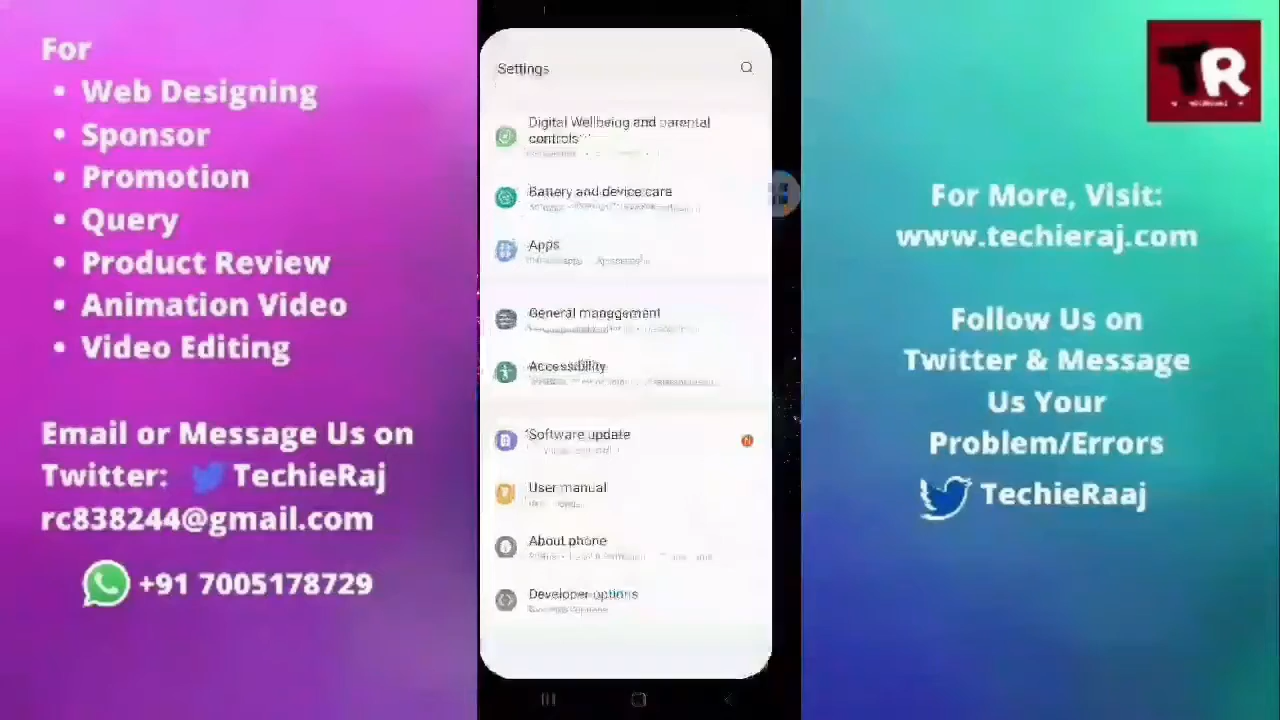 For
• Web Designing
• Sponsor
• Promotion
• Query
• Product Review
• Animation Video
• Video Editing
Email or Message Us on
Twitter: TechieRaj
rc838244@gmail.com
+91 7005178729
Settings
Digital Wellbeing and parental
controls
Battery and device care
Apps
General management
Accessibility
Software update
User manual
About phone
Developer options
TR
For More, Visit:
www.techieraj.com
Follow Us on
Twitter & Message
Us Your
Problem/Errors
TechieRaaj